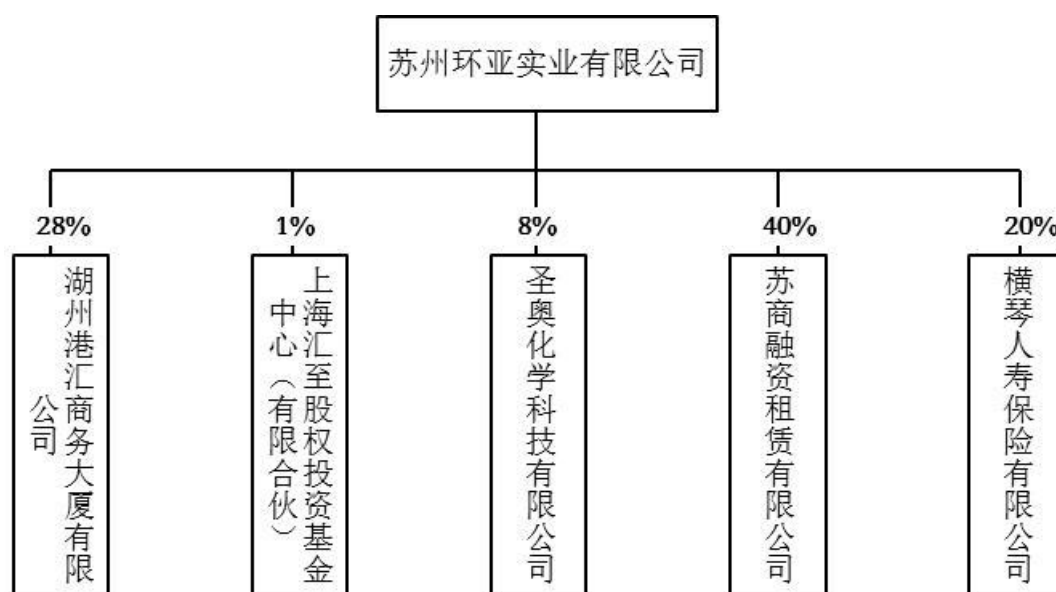 苏州环亚实业有限公司
28%
1%
8%
40%
20%
湖州港汇商务大厦有限
公司
上海汇至股权投资基金
中心（有限合伙）
圣奥化学科技有限公司
苏商融资租赁有限公司
横琴人寿保险有限公司